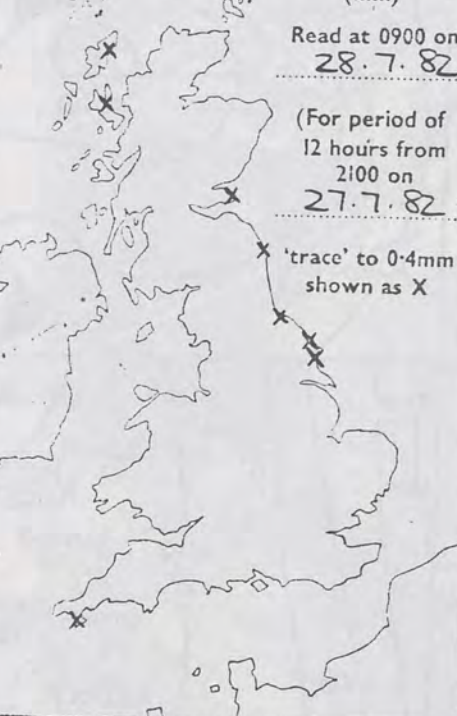 Read at 0900 on
28.7.82
(For period of
12 hours from
2100 on
27.7.82
'trace' to 0.4mm
shown as X